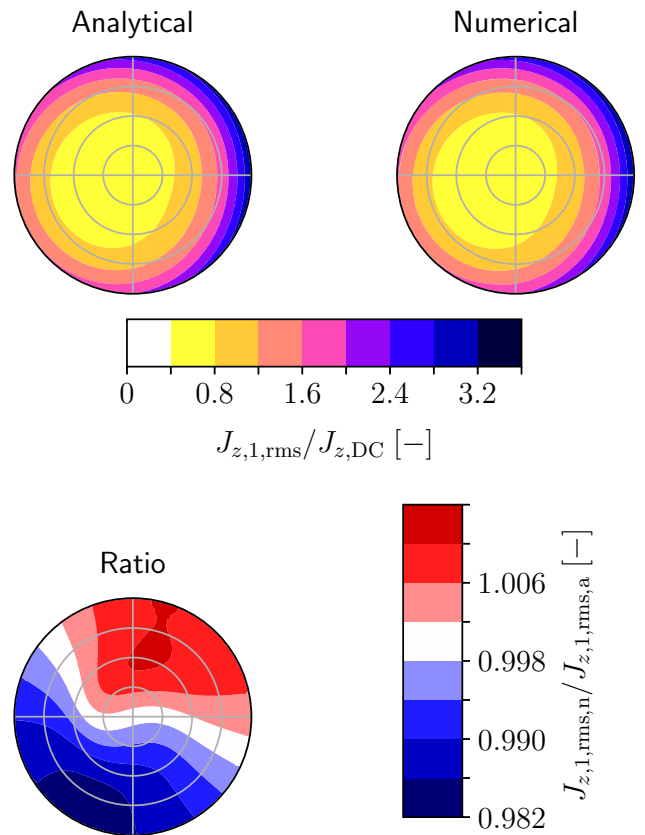 Analytical Numerical
0 0.8 1.6 2.4 3.2
J_{z,1,rms}/J_{z,DC} [−]
Ratio
1.006
0.998
0.990
0.982
J_{z,1,rms,n}/J_{z,1,rms,a} [−]